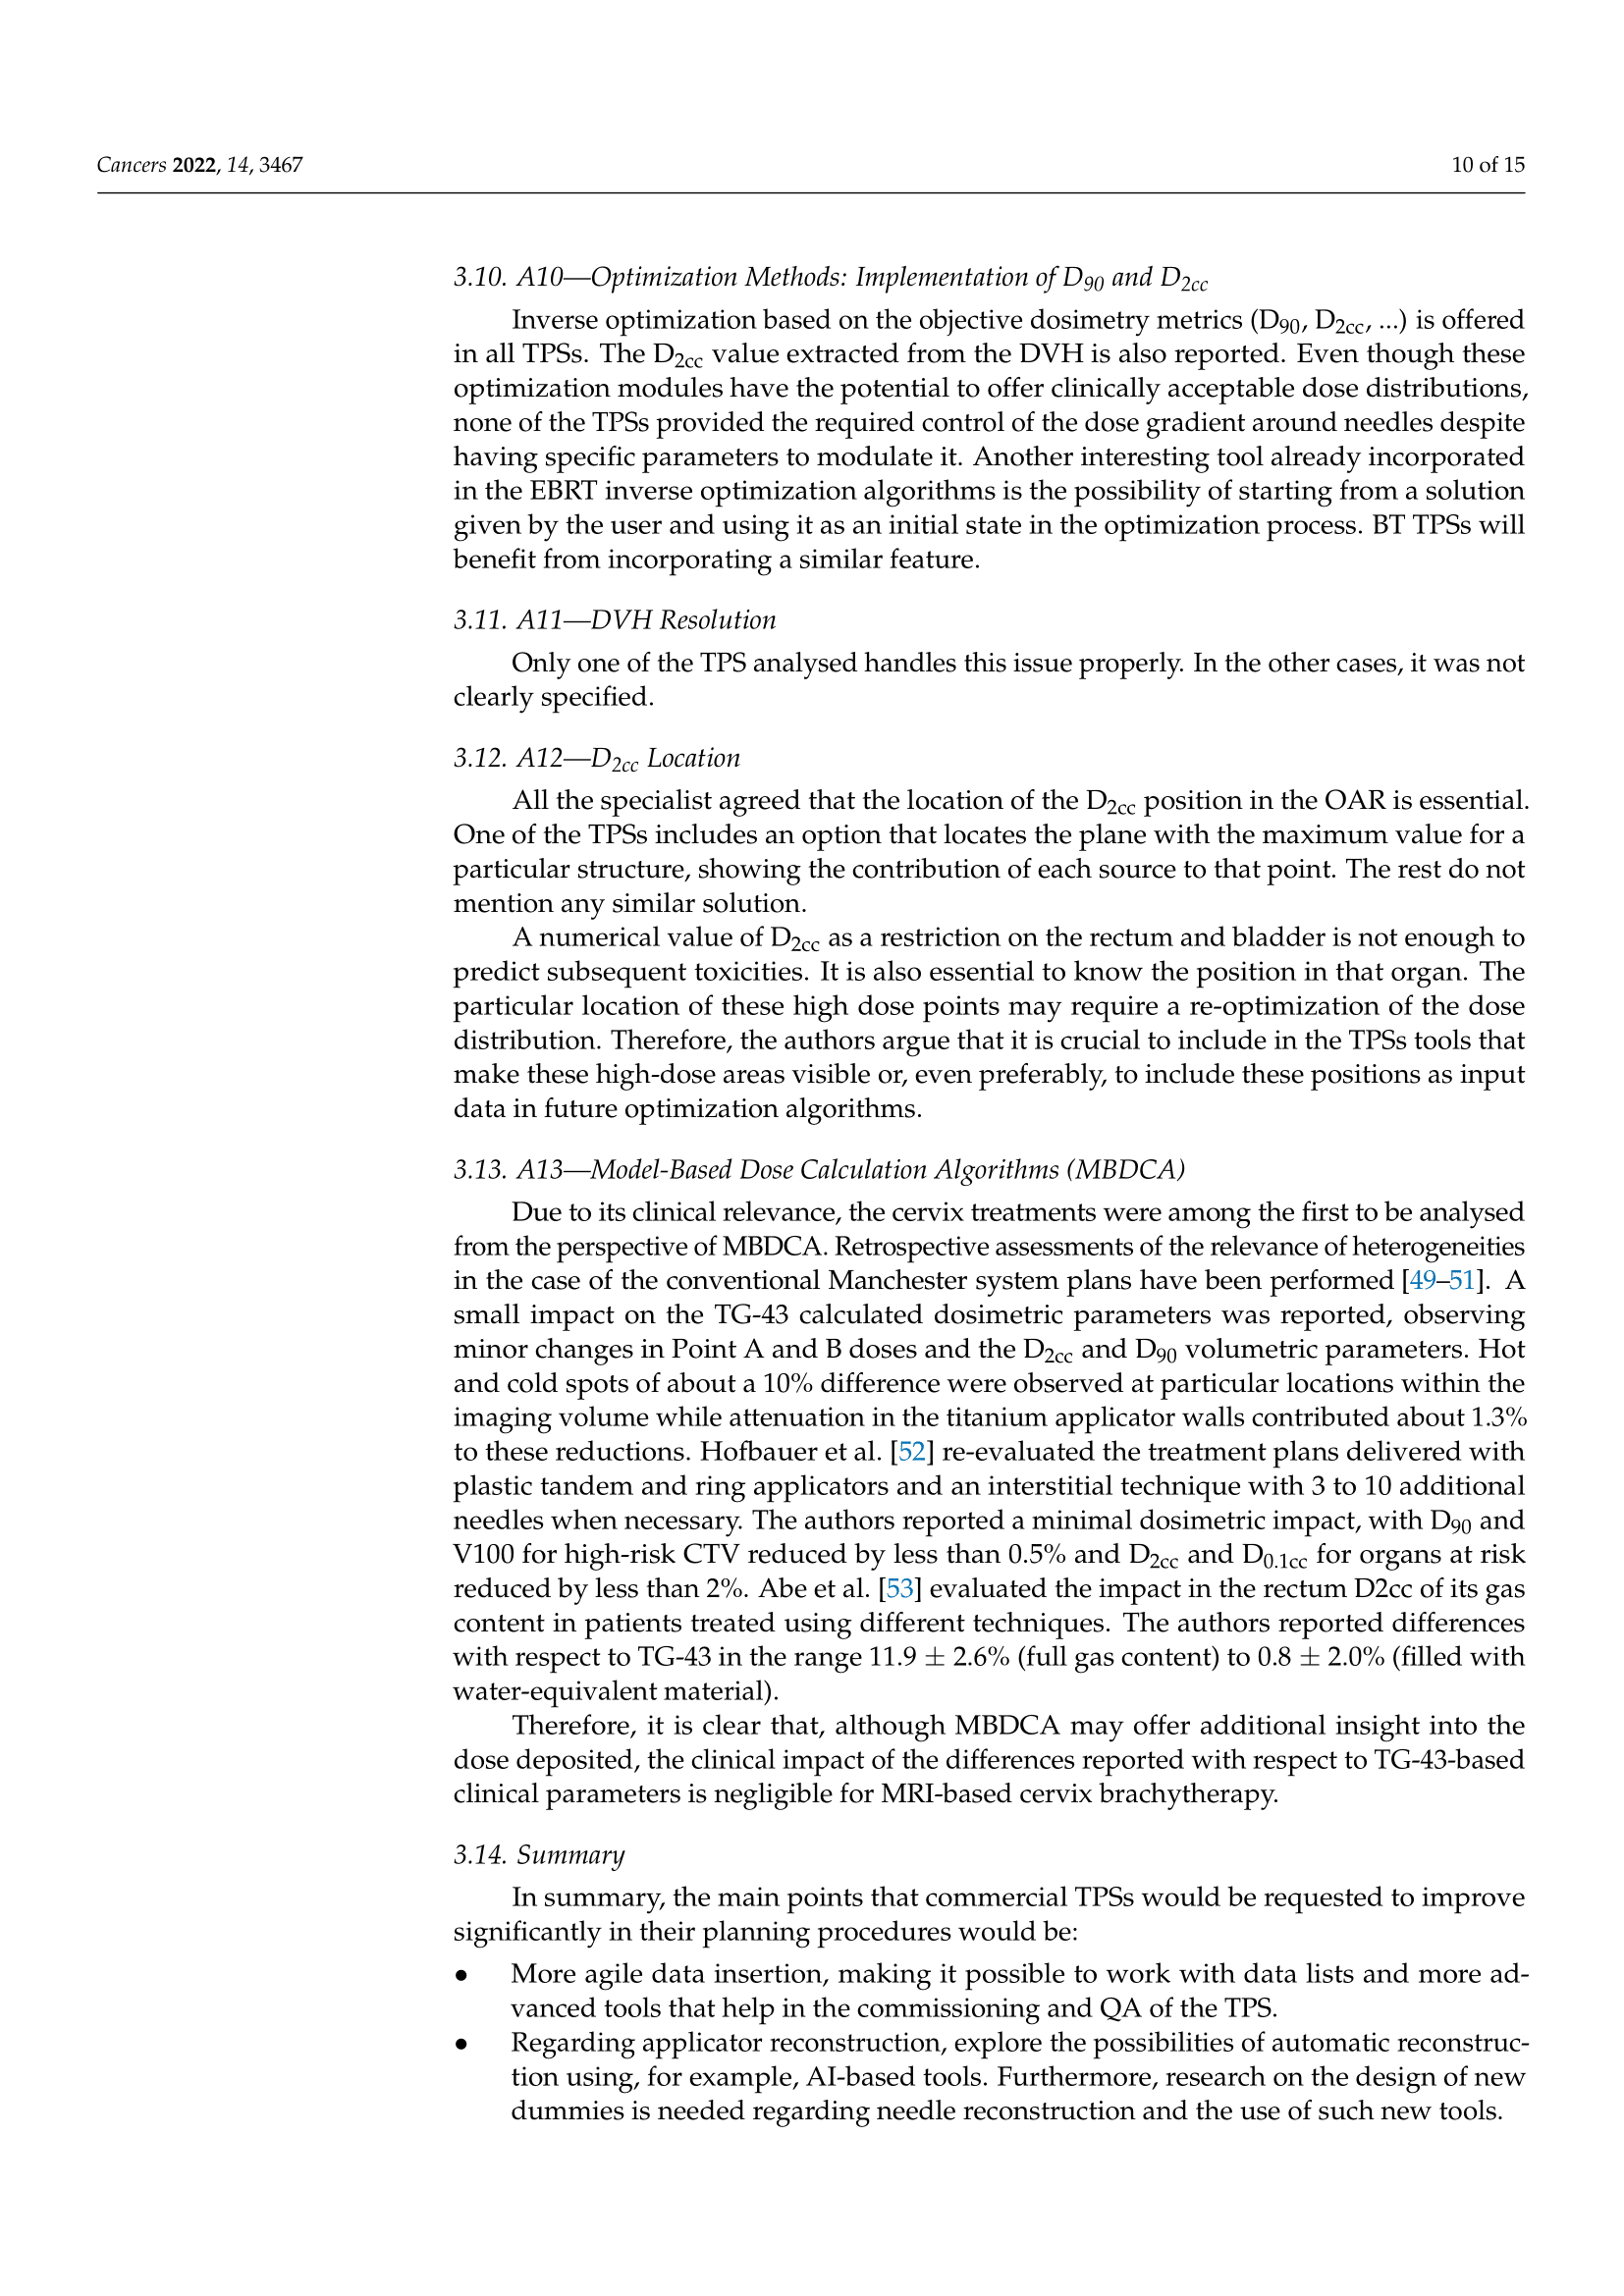 Cancers 2022, 14, 3467
10 of 15
3.10. A10—Optimization Methods: Implementation of D90 and D2cc
Inverse optimization based on the objective dosimetry metrics (D90, D2cc, ...) is offered
in all TPSs. The D2cc value extracted from the DVH is also reported. Even though these
optimization modules have the potential to offer clinically acceptable dose distributions,
none of the TPSs provided the required control of the dose gradient around needles despite
having specific parameters to modulate it. Another interesting tool already incorporated
in the EBRT inverse optimization algorithms is the possibility of starting from a solution
given by the user and using it as an initial state in the optimization process. BT TPSs will
benefit from incorporating a similar feature.
3.11. A11—DVH Resolution
Only one of the TPS analysed handles this issue properly. In the other cases, it was not
clearly specified.
3.12. A12—D2cc Location
All the specialist agreed that the location of the D2cc position in the OAR is essential.
One of the TPSs includes an option that locates the plane with the maximum value for a
particular structure, showing the contribution of each source to that point. The rest do not
mention any similar solution.
A numerical value of D2cc as a restriction on the rectum and bladder is not enough to
predict subsequent toxicities. It is also essential to know the position in that organ. The
particular location of these high dose points may require a re-optimization of the dose
distribution. Therefore, the authors argue that it is crucial to include in the TPSs tools that
make these high-dose areas visible or, even preferably, to include these positions as input
data in future optimization algorithms.
3.13. A13—Model-Based Dose Calculation Algorithms (MBDCA)
Due to its clinical relevance, the cervix treatments were among the first to be analysed
from the perspective of MBDCA. Retrospective assessments of the relevance of heterogeneities
in the case of the conventional Manchester system plans have been performed [49–51]. A
small impact on the TG-43 calculated dosimetric parameters was reported, observing
minor changes in Point A and B doses and the D2cc and D90 volumetric parameters. Hot
and cold spots of about a 10% difference were observed at particular locations within the
imaging volume while attenuation in the titanium applicator walls contributed about 1.3%
to these reductions. Hofbauer et al. [52] re-evaluated the treatment plans delivered with
plastic tandem and ring applicators and an interstitial technique with 3 to 10 additional
needles when necessary. The authors reported a minimal dosimetric impact, with D90 and
V100 for high-risk CTV reduced by less than 0.5% and D2cc and D0.1cc for organs at risk
reduced by less than 2%. Abe et al. [53] evaluated the impact in the rectum D2cc of its gas
content in patients treated using different techniques. The authors reported differences
with respect to TG-43 in the range 11.9 ± 2.6% (full gas content) to 0.8 ± 2.0% (filled with
water-equivalent material).
Therefore, it is clear that, although MBDCA may offer additional insight into the
dose deposited, the clinical impact of the differences reported with respect to TG-43-based
clinical parameters is negligible for MRI-based cervix brachytherapy.
3.14. Summary
In summary, the main points that commercial TPSs would be requested to improve
significantly in their planning procedures would be:
• More agile data insertion, making it possible to work with data lists and more ad-
vanced tools that help in the commissioning and QA of the TPS.
• Regarding applicator reconstruction, explore the possibilities of automatic reconstruc-
tion using, for example, AI-based tools. Furthermore, research on the design of new
dummies is needed regarding needle reconstruction and the use of such new tools.